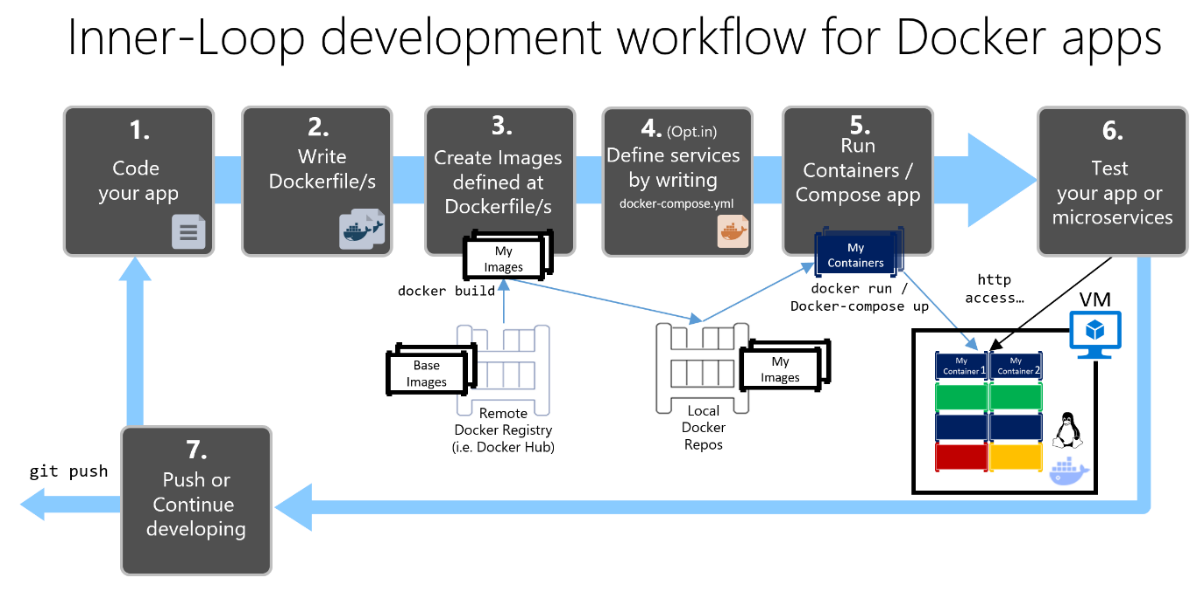 Inner-Loop development workflow for Docker apps
1.
Code
your app
2.
Write
Dockerfile/s
3.
Create Images
defined at
Dockerfile/s
My
Images
4. (Opt.in)
Define services
by writing
docker-compose.yml
5.
Run
Containers /
Compose app
My
Containers
6.
Test
your app or
microservices
docker build
docker run /
Docker-compose up
http
access…
VM
Base
Images
Remote
Docker Registry
(i.e. Docker Hub)
My
Images
Local
Docker
Repos
My
Container 1
My
Container 2
7.
Push or
Continue
developing
git push